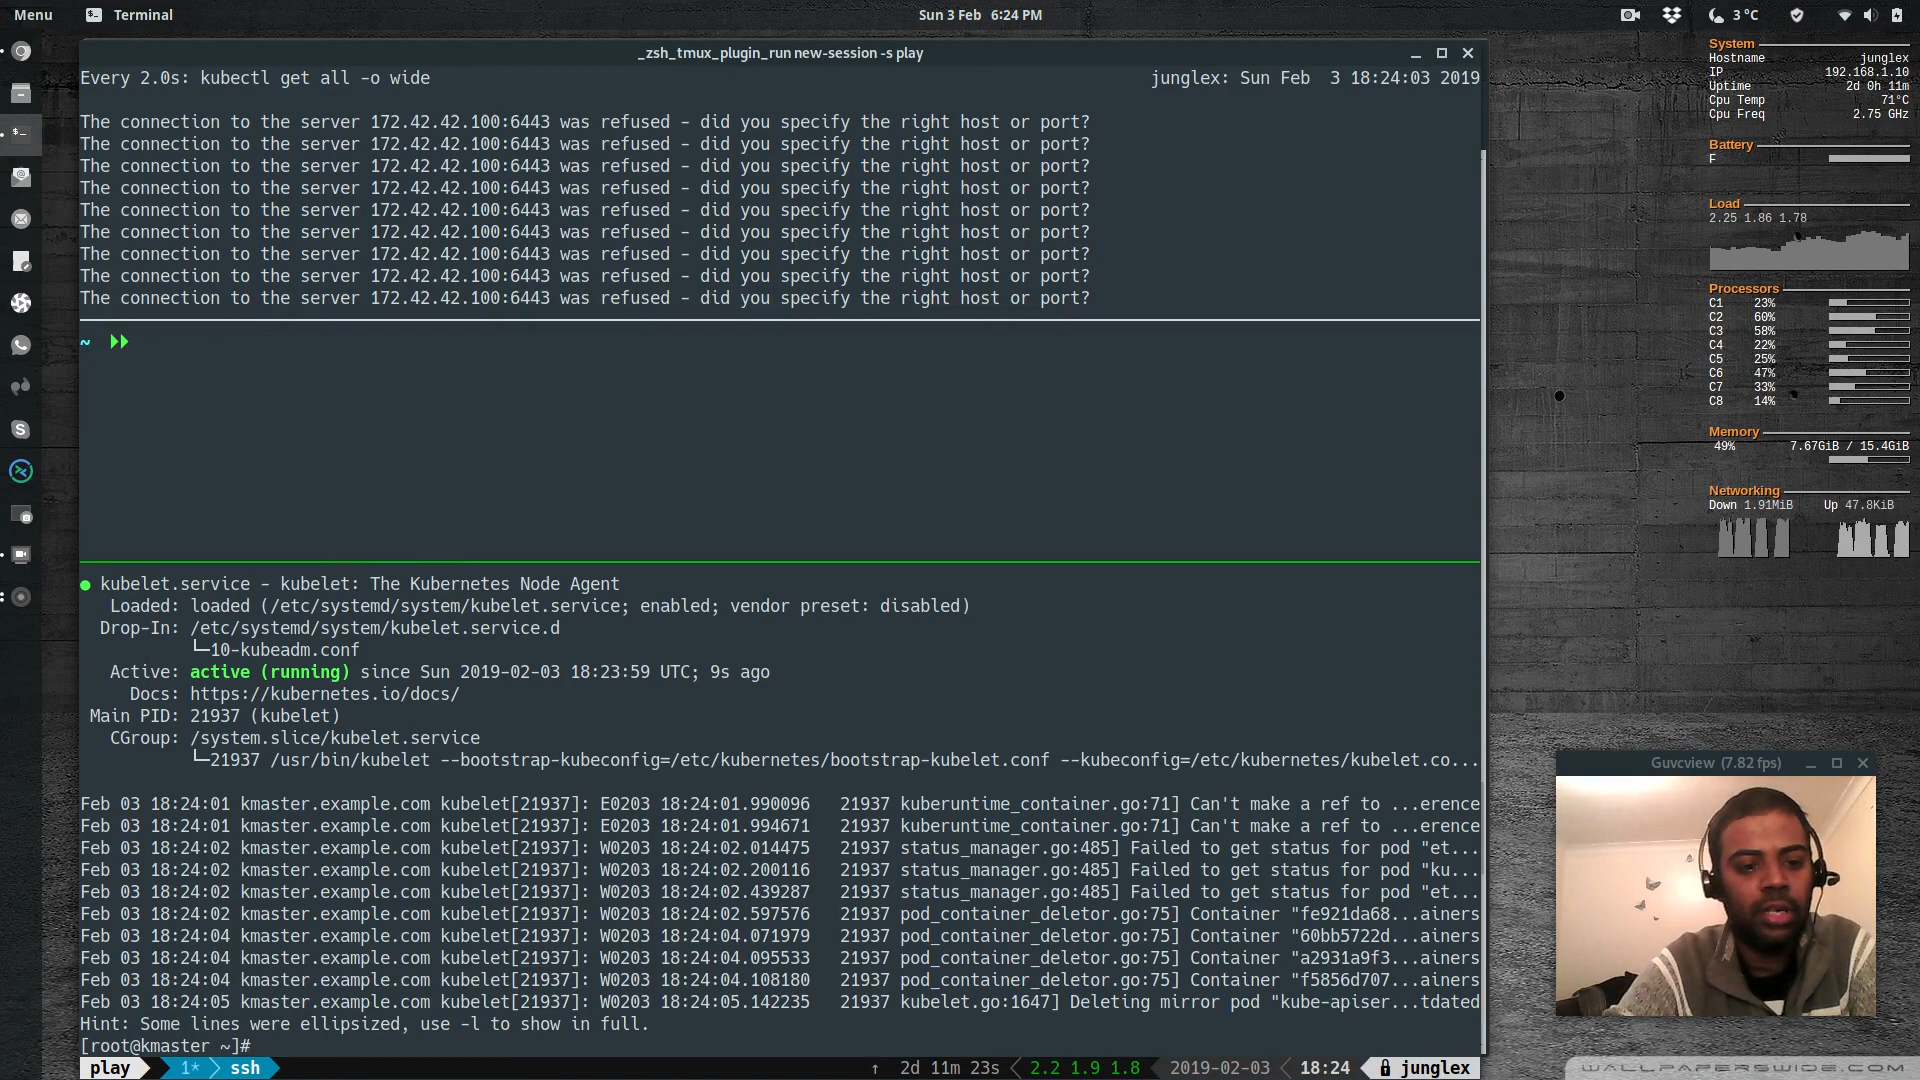 Menu
Terminal
Sun 3 Feb 6:24 PM
3 °C
_zsh_tmux_plugin_run new-session -s play
Every 2.0s: kubectl get all -o wide
junglex: Sun Feb  3 18:24:03 2019
The connection to the server 172.42.42.100:6443 was refused - did you specify the right host or port?
The connection to the server 172.42.42.100:6443 was refused - did you specify the right host or port?
The connection to the server 172.42.42.100:6443 was refused - did you specify the right host or port?
The connection to the server 172.42.42.100:6443 was refused - did you specify the right host or port?
The connection to the server 172.42.42.100:6443 was refused - did you specify the right host or port?
The connection to the server 172.42.42.100:6443 was refused - did you specify the right host or port?
The connection to the server 172.42.42.100:6443 was refused - did you specify the right host or port?
The connection to the server 172.42.42.100:6443 was refused - did you specify the right host or port?
The connection to the server 172.42.42.100:6443 was refused - did you specify the right host or port?
~
● kubelet.service - kubelet: The Kubernetes Node Agent
Loaded: loaded (/etc/systemd/system/kubelet.service; enabled; vendor preset: disabled)
Drop-In: /etc/systemd/system/kubelet.service.d
└─10-kubeadm.conf
Active: active (running) since Sun 2019-02-03 18:23:59 UTC; 9s ago
Docs: https://kubernetes.io/docs/
Main PID: 21937 (kubelet)
CGroup: /system.slice/kubelet.service
└─21937 /usr/bin/kubelet --bootstrap-kubeconfig=/etc/kubernetes/bootstrap-kubelet.conf --kubeconfig=/etc/kubernetes/kubelet.co...
Feb 03 18:24:01 kmaster.example.com kubelet[21937]: E0203 18:24:01.990096   21937 kuberuntime_container.go:71] Can't make a ref to ...erence
Feb 03 18:24:01 kmaster.example.com kubelet[21937]: E0203 18:24:01.994671   21937 kuberuntime_container.go:71] Can't make a ref to ...erence
Feb 03 18:24:02 kmaster.example.com kubelet[21937]: W0203 18:24:02.014475   21937 status_manager.go:485] Failed to get status for pod "et...
Feb 03 18:24:02 kmaster.example.com kubelet[21937]: W0203 18:24:02.200116   21937 status_manager.go:485] Failed to get status for pod "ku...
Feb 03 18:24:02 kmaster.example.com kubelet[21937]: W0203 18:24:02.439287   21937 status_manager.go:485] Failed to get status for pod "et...
Feb 03 18:24:02 kmaster.example.com kubelet[21937]: W0203 18:24:02.597576   21937 pod_container_deletor.go:75] Container "fe921da68...ainers
Feb 03 18:24:04 kmaster.example.com kubelet[21937]: W0203 18:24:04.071979   21937 pod_container_deletor.go:75] Container "60bb5722d...ainers
Feb 03 18:24:04 kmaster.example.com kubelet[21937]: W0203 18:24:04.095533   21937 pod_container_deletor.go:75] Container "a2931a9f3...ainers
Feb 03 18:24:04 kmaster.example.com kubelet[21937]: W0203 18:24:04.108180   21937 pod_container_deletor.go:75] Container "f5856d707...ainers
Feb 03 18:24:05 kmaster.example.com kubelet[21937]: W0203 18:24:05.142235   21937 kubelet.go:1647] Deleting mirror pod "kube-apiser...tdated
Hint: Some lines were ellipsized, use -l to show in full.
[root@kmaster ~]#
play 1* ssh
↑ 2d 11m 23s 2.2 1.9 1.8 2019-02-03 18:24 junglex
System
Hostname junglex
IP 192.168.1.10
Uptime 2d 0h 11m
Cpu Temp 71°C
Cpu Freq 2.75 GHz
Battery
F
Load
2.25 1.86 1.78
Processors
C1 23%
C2 60%
C3 58%
C4 22%
C5 25%
C6 47%
C7 33%
C8 14%
Memory
49% 7.67GiB / 15.4GiB
Networking
Down 1.91MiB Up 47.8KiB
Guvcview (7.82 fps)
WALLPAPERSWIDE.COM